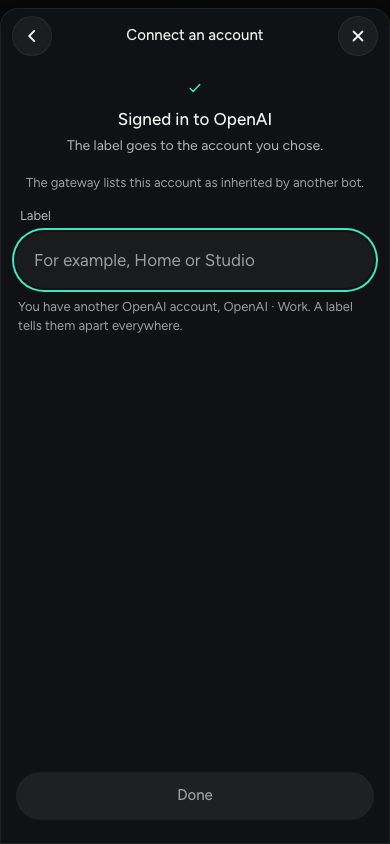 Connect an account
Signed in to OpenAI
The label goes to the account you chose.
The gateway lists this account as inherited by another bot.
Label
For example, Home or Studio
You have another OpenAI account, OpenAI · Work. A label
tells them apart everywhere.
Done